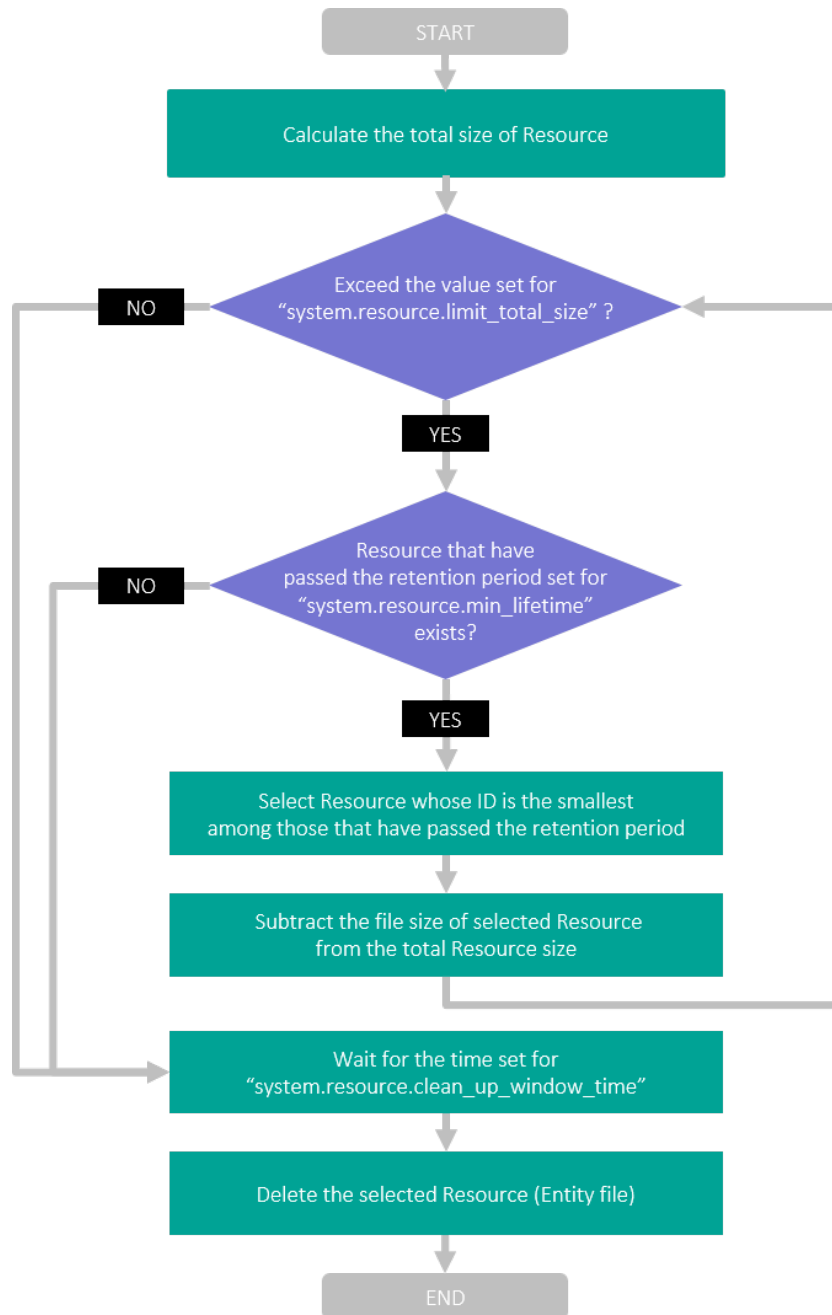 START
Calculate the total size of Resource
Exceed the value set for
“system.resource.limit_total_size” ?
NO
YES
Resource that have
passed the retention period set for
“system.resource.min_lifetime”
exists?
NO
YES
Select Resource whose ID is the smallest
among those that have passed the retention period
Subtract the file size of selected Resource
from the total Resource size
Wait for the time set for
“system.resource.clean_up_window_time”
Delete the selected Resource (Entity file)
END